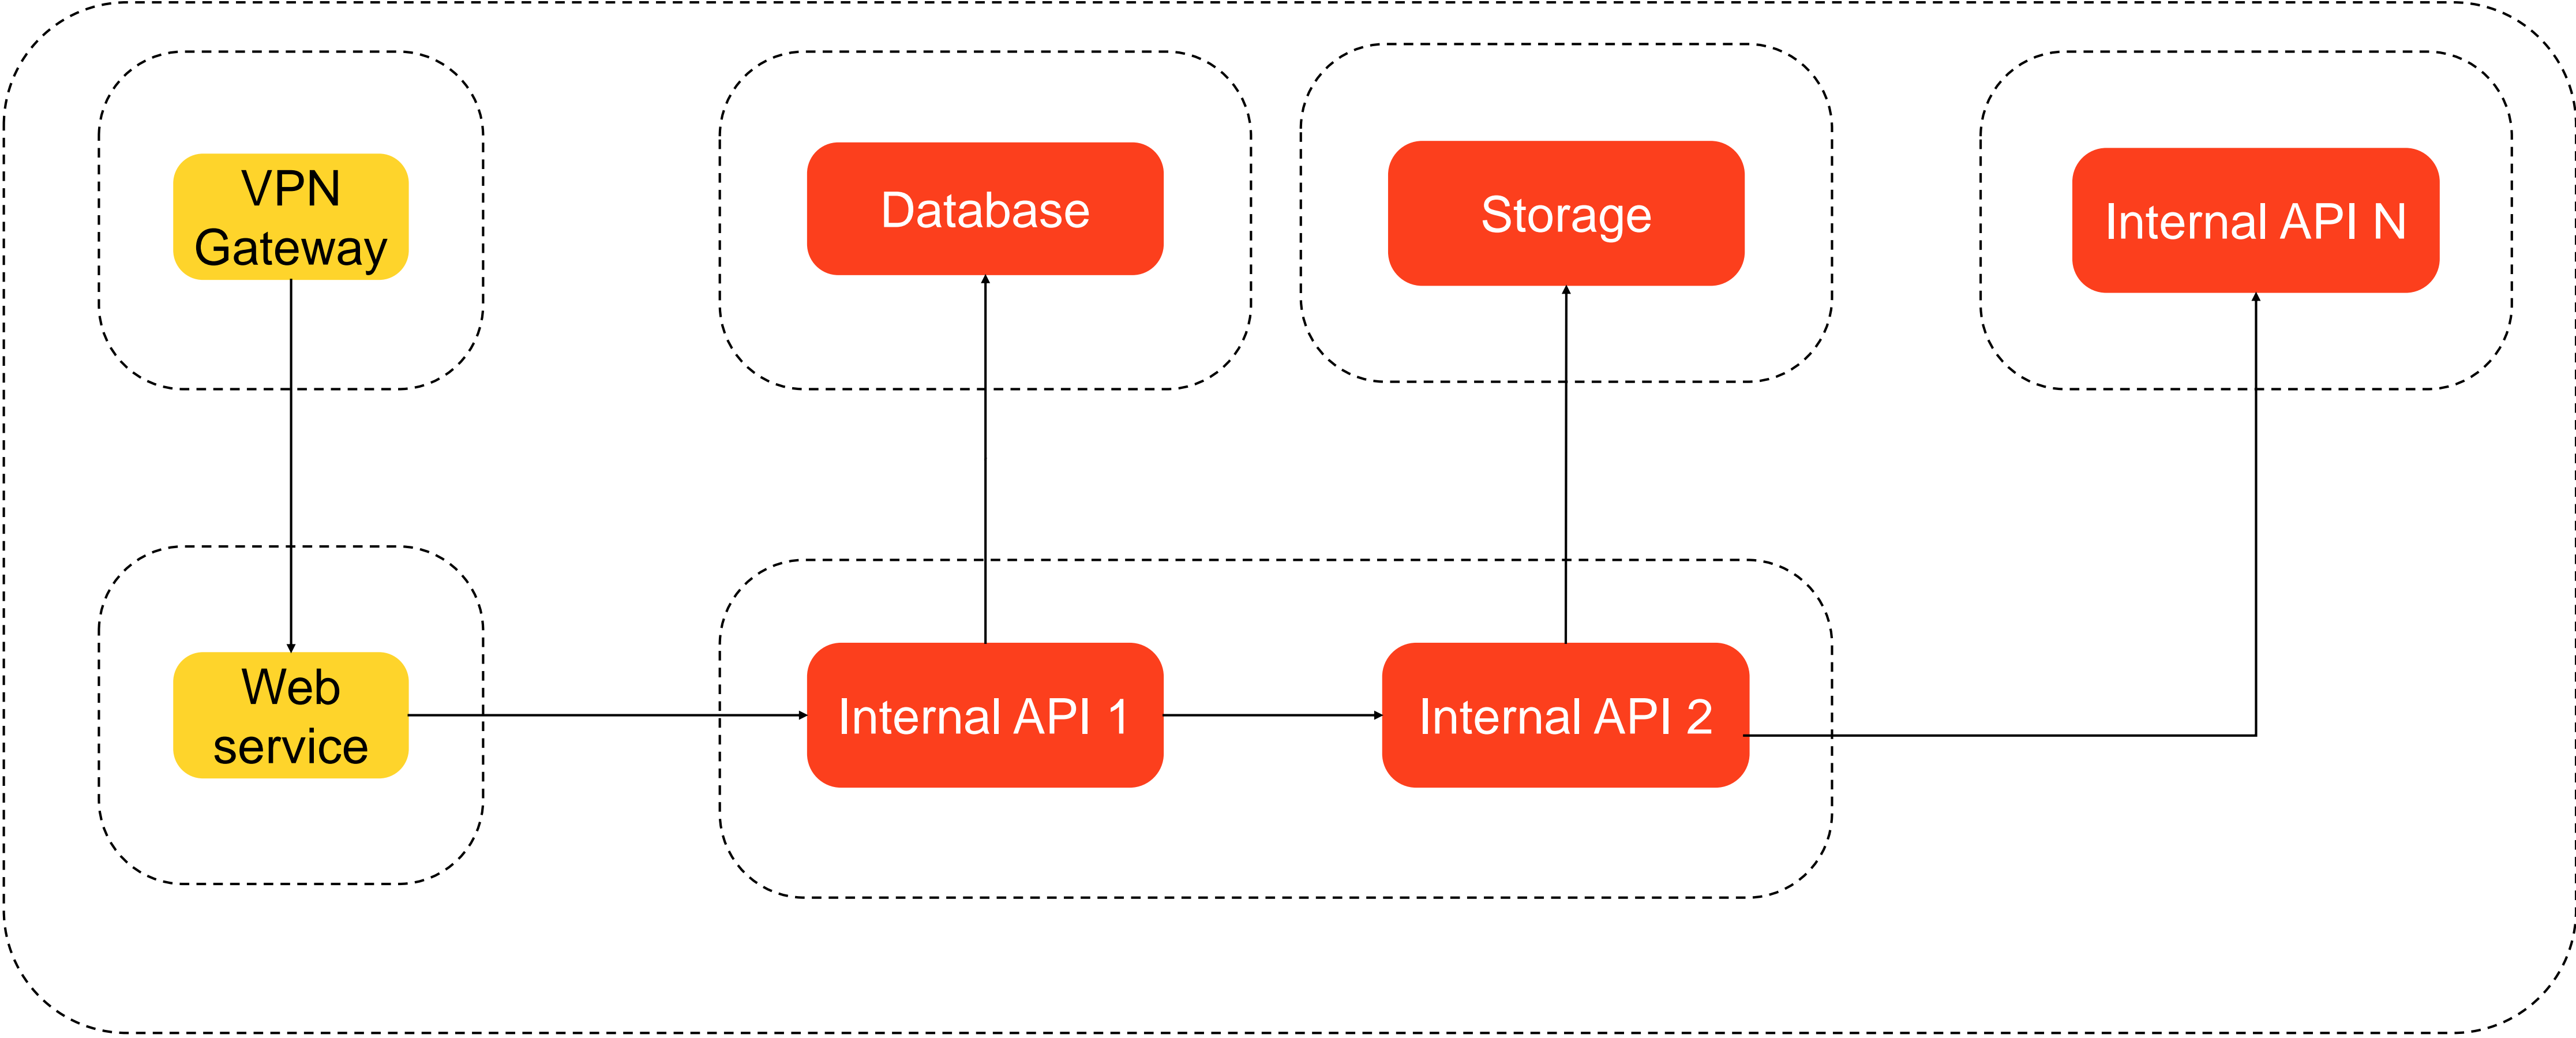 VPN
Gateway
Database
Storage
Internal API N
Web
service
Internal API 1
Internal API 2